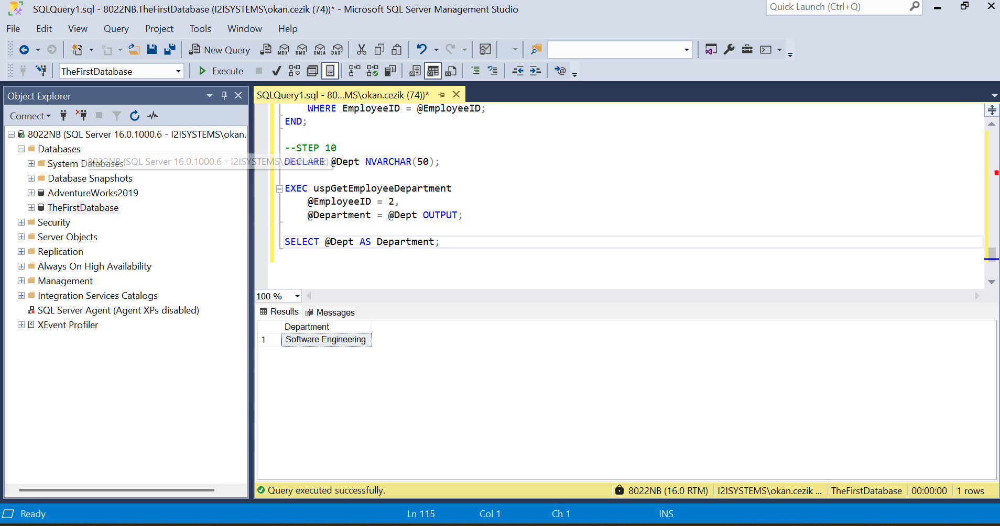 SQLQuery1.sql - 8022NB.TheFirstDatabase (I2ISYSTEMS\okan.cezik (74))* - Microsoft SQL Server Management Studio
Quick Launch (Ctrl+Q)
File Edit View Query Project Tools Window Help
New Query MDX DMX XMLA DAX
TheFirstDatabase Execute
Object Explorer
Connect
8022NB (SQL Server 16.0.1000.6 - I2ISYSTEMS\okan.
Databases
System Databases
8022NB (SQL Server 16.0.1000.6 - I2ISYSTEMS\okan.cezik)
Database Snapshots
AdventureWorks2019
TheFirstDatabase
Security
Server Objects
Replication
Always On High Availability
Management
Integration Services Catalogs
SQL Server Agent (Agent XPs disabled)
XEvent Profiler
SQLQuery1.sql - 80...MS\okan.cezik (74))*
WHERE EmployeeID = @EmployeeID;
END;
--STEP 10
DECLARE @Dept NVARCHAR(50);
EXEC uspGetEmployeeDepartment
@EmployeeID = 2,
@Department = @Dept OUTPUT;
SELECT @Dept AS Department;
100 %
Results Messages
Department
1 Software Engineering
Query executed successfully.
8022NB (16.0 RTM) I2ISYSTEMS\okan.cezik ... TheFirstDatabase 00:00:00 1 rows
Ready Ln 115 Col 1 Ch 1 INS